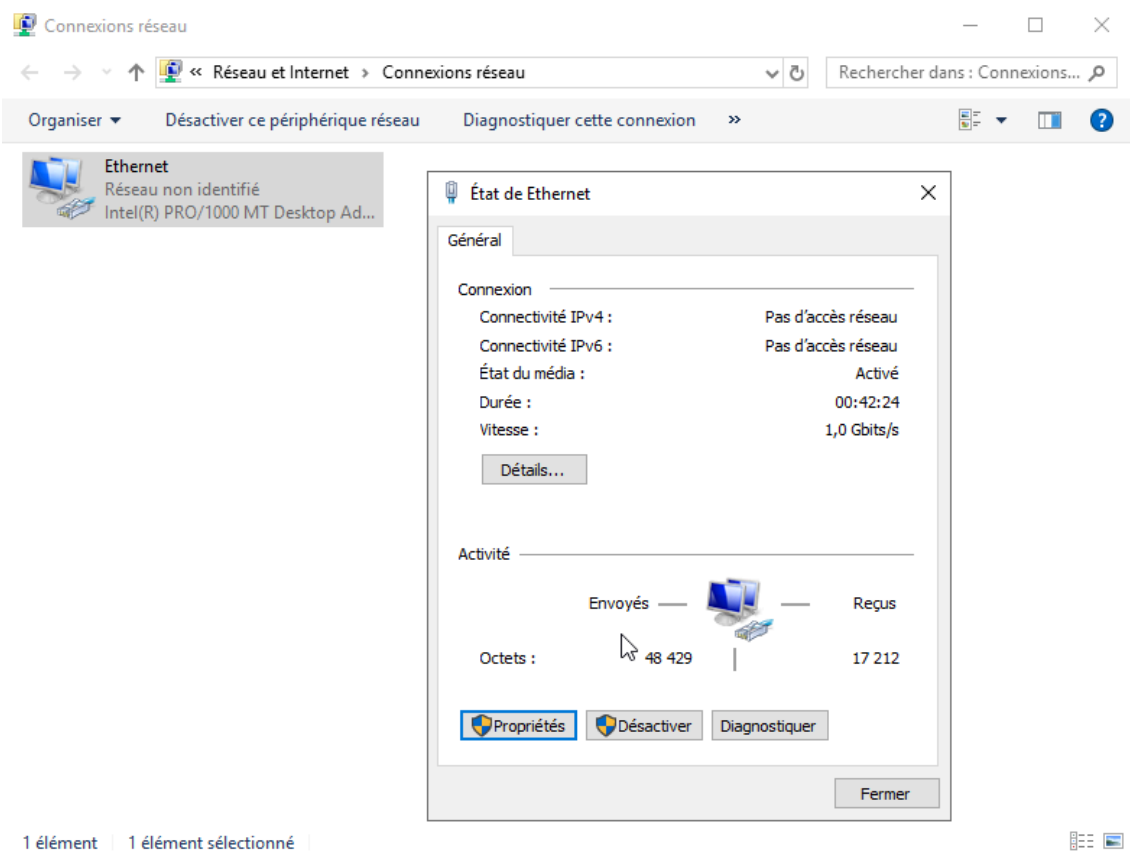 Connexions réseau
« Réseau et Internet › Connexions réseau
Rechercher dans : Connexions...
Organiser
Désactiver ce périphérique réseau
Diagnostiquer cette connexion
»
Ethernet
Réseau non identifié
Intel(R) PRO/1000 MT Desktop Ad...
État de Ethernet
Général
Connexion
Connectivité IPv4 : Pas d'accès réseau
Connectivité IPv6 : Pas d'accès réseau
État du média : Activé
Durée : 00:42:24
Vitesse : 1,0 Gbits/s
Détails...
Activité
Envoyés — — Reçus
Octets : 48 429 | 17 212
Propriétés
Désactiver
Diagnostiquer
Fermer
1 élément
1 élément sélectionné